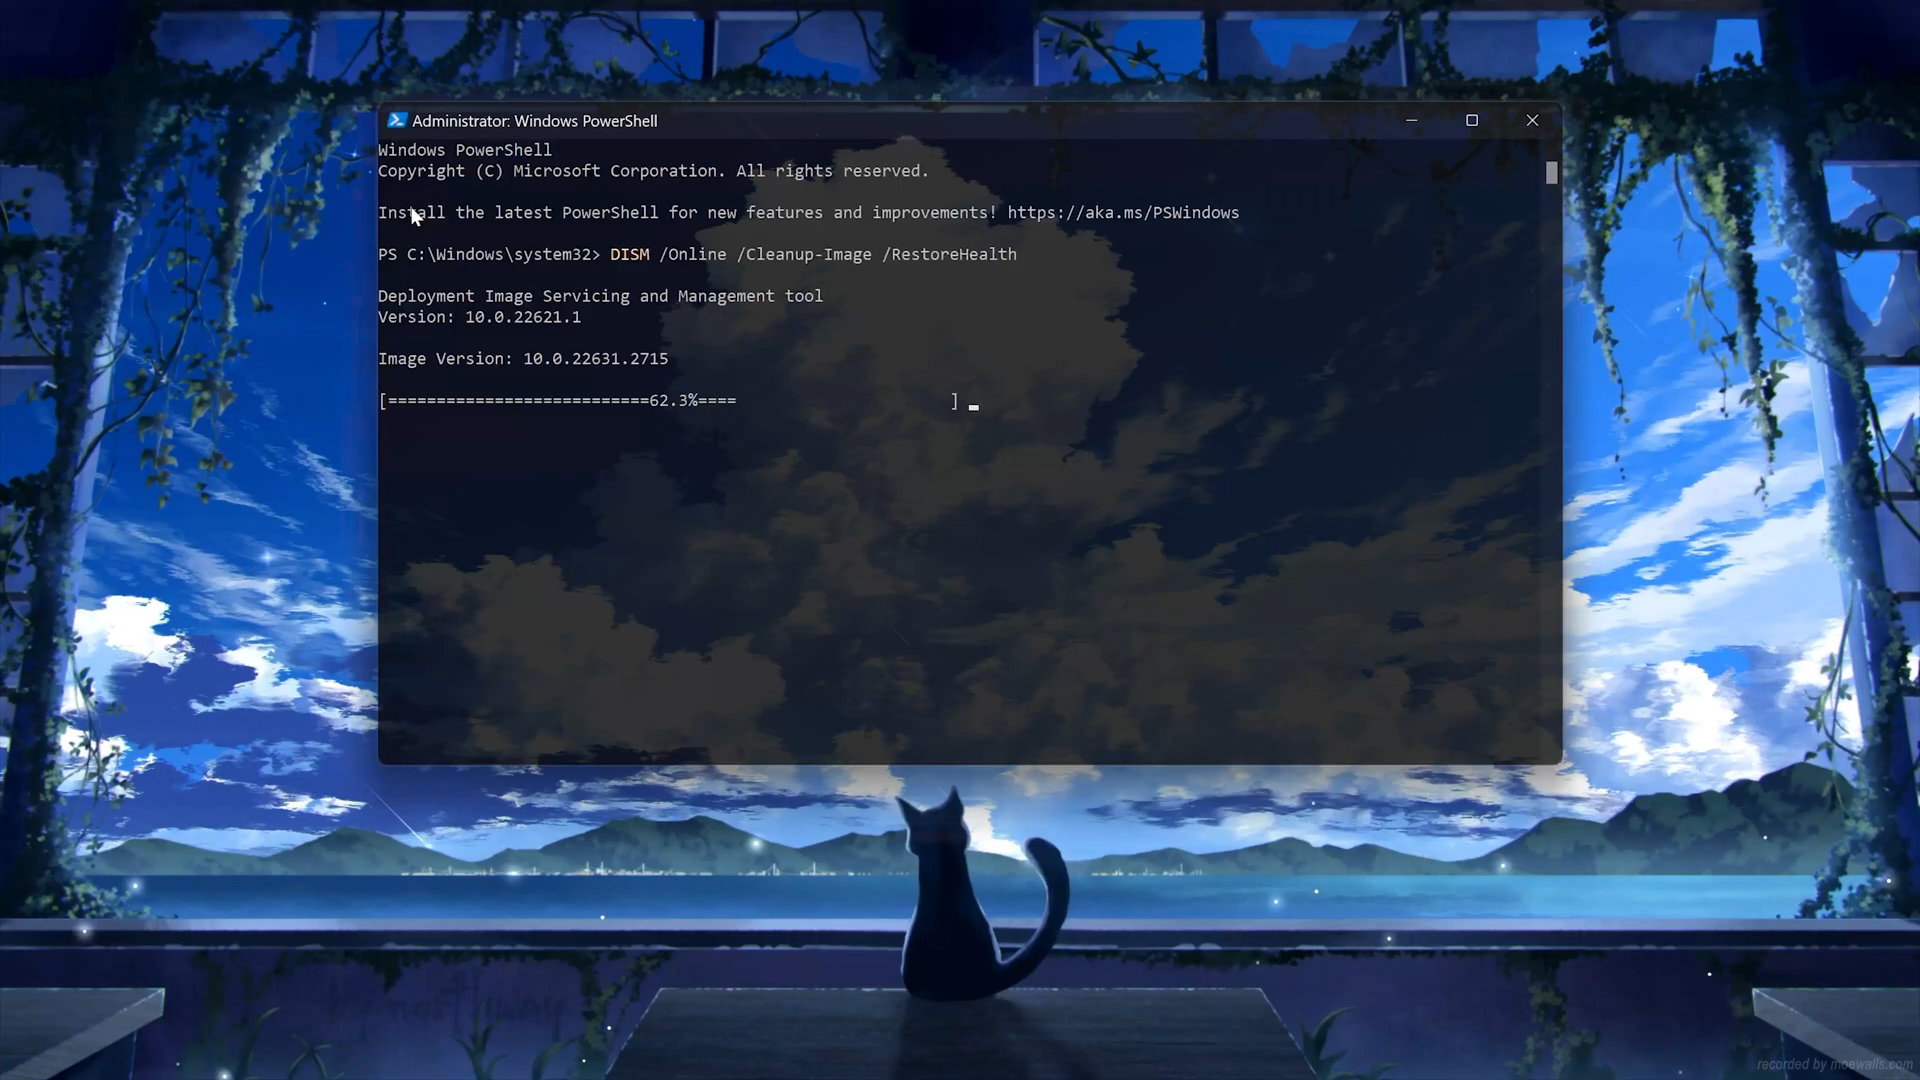 Administrator: Windows PowerShell
Windows PowerShell
Copyright (C) Microsoft Corporation. All rights reserved.
Install the latest PowerShell for new features and improvements! https://aka.ms/PSWindows
PS C:\Windows\system32> DISM /Online /Cleanup-Image /RestoreHealth
Deployment Image Servicing and Management tool
Version: 10.0.22621.1
Image Version: 10.0.22631.2715
[===========================62.3%====                      ]
recorded by moewalls.com